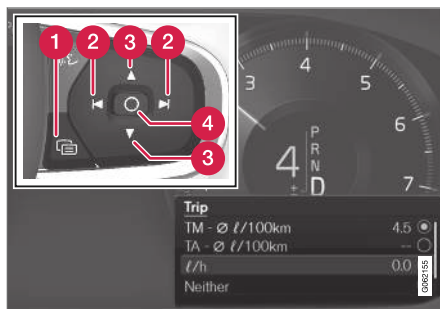 1
2
3
2
4
3
3
4
5
6
7
4
P
R
N
± D
Trip
TM - Ø ℓ/100km 4.5
TA - Ø ℓ/100km --
ℓ/h 0.0
Neither
G062155